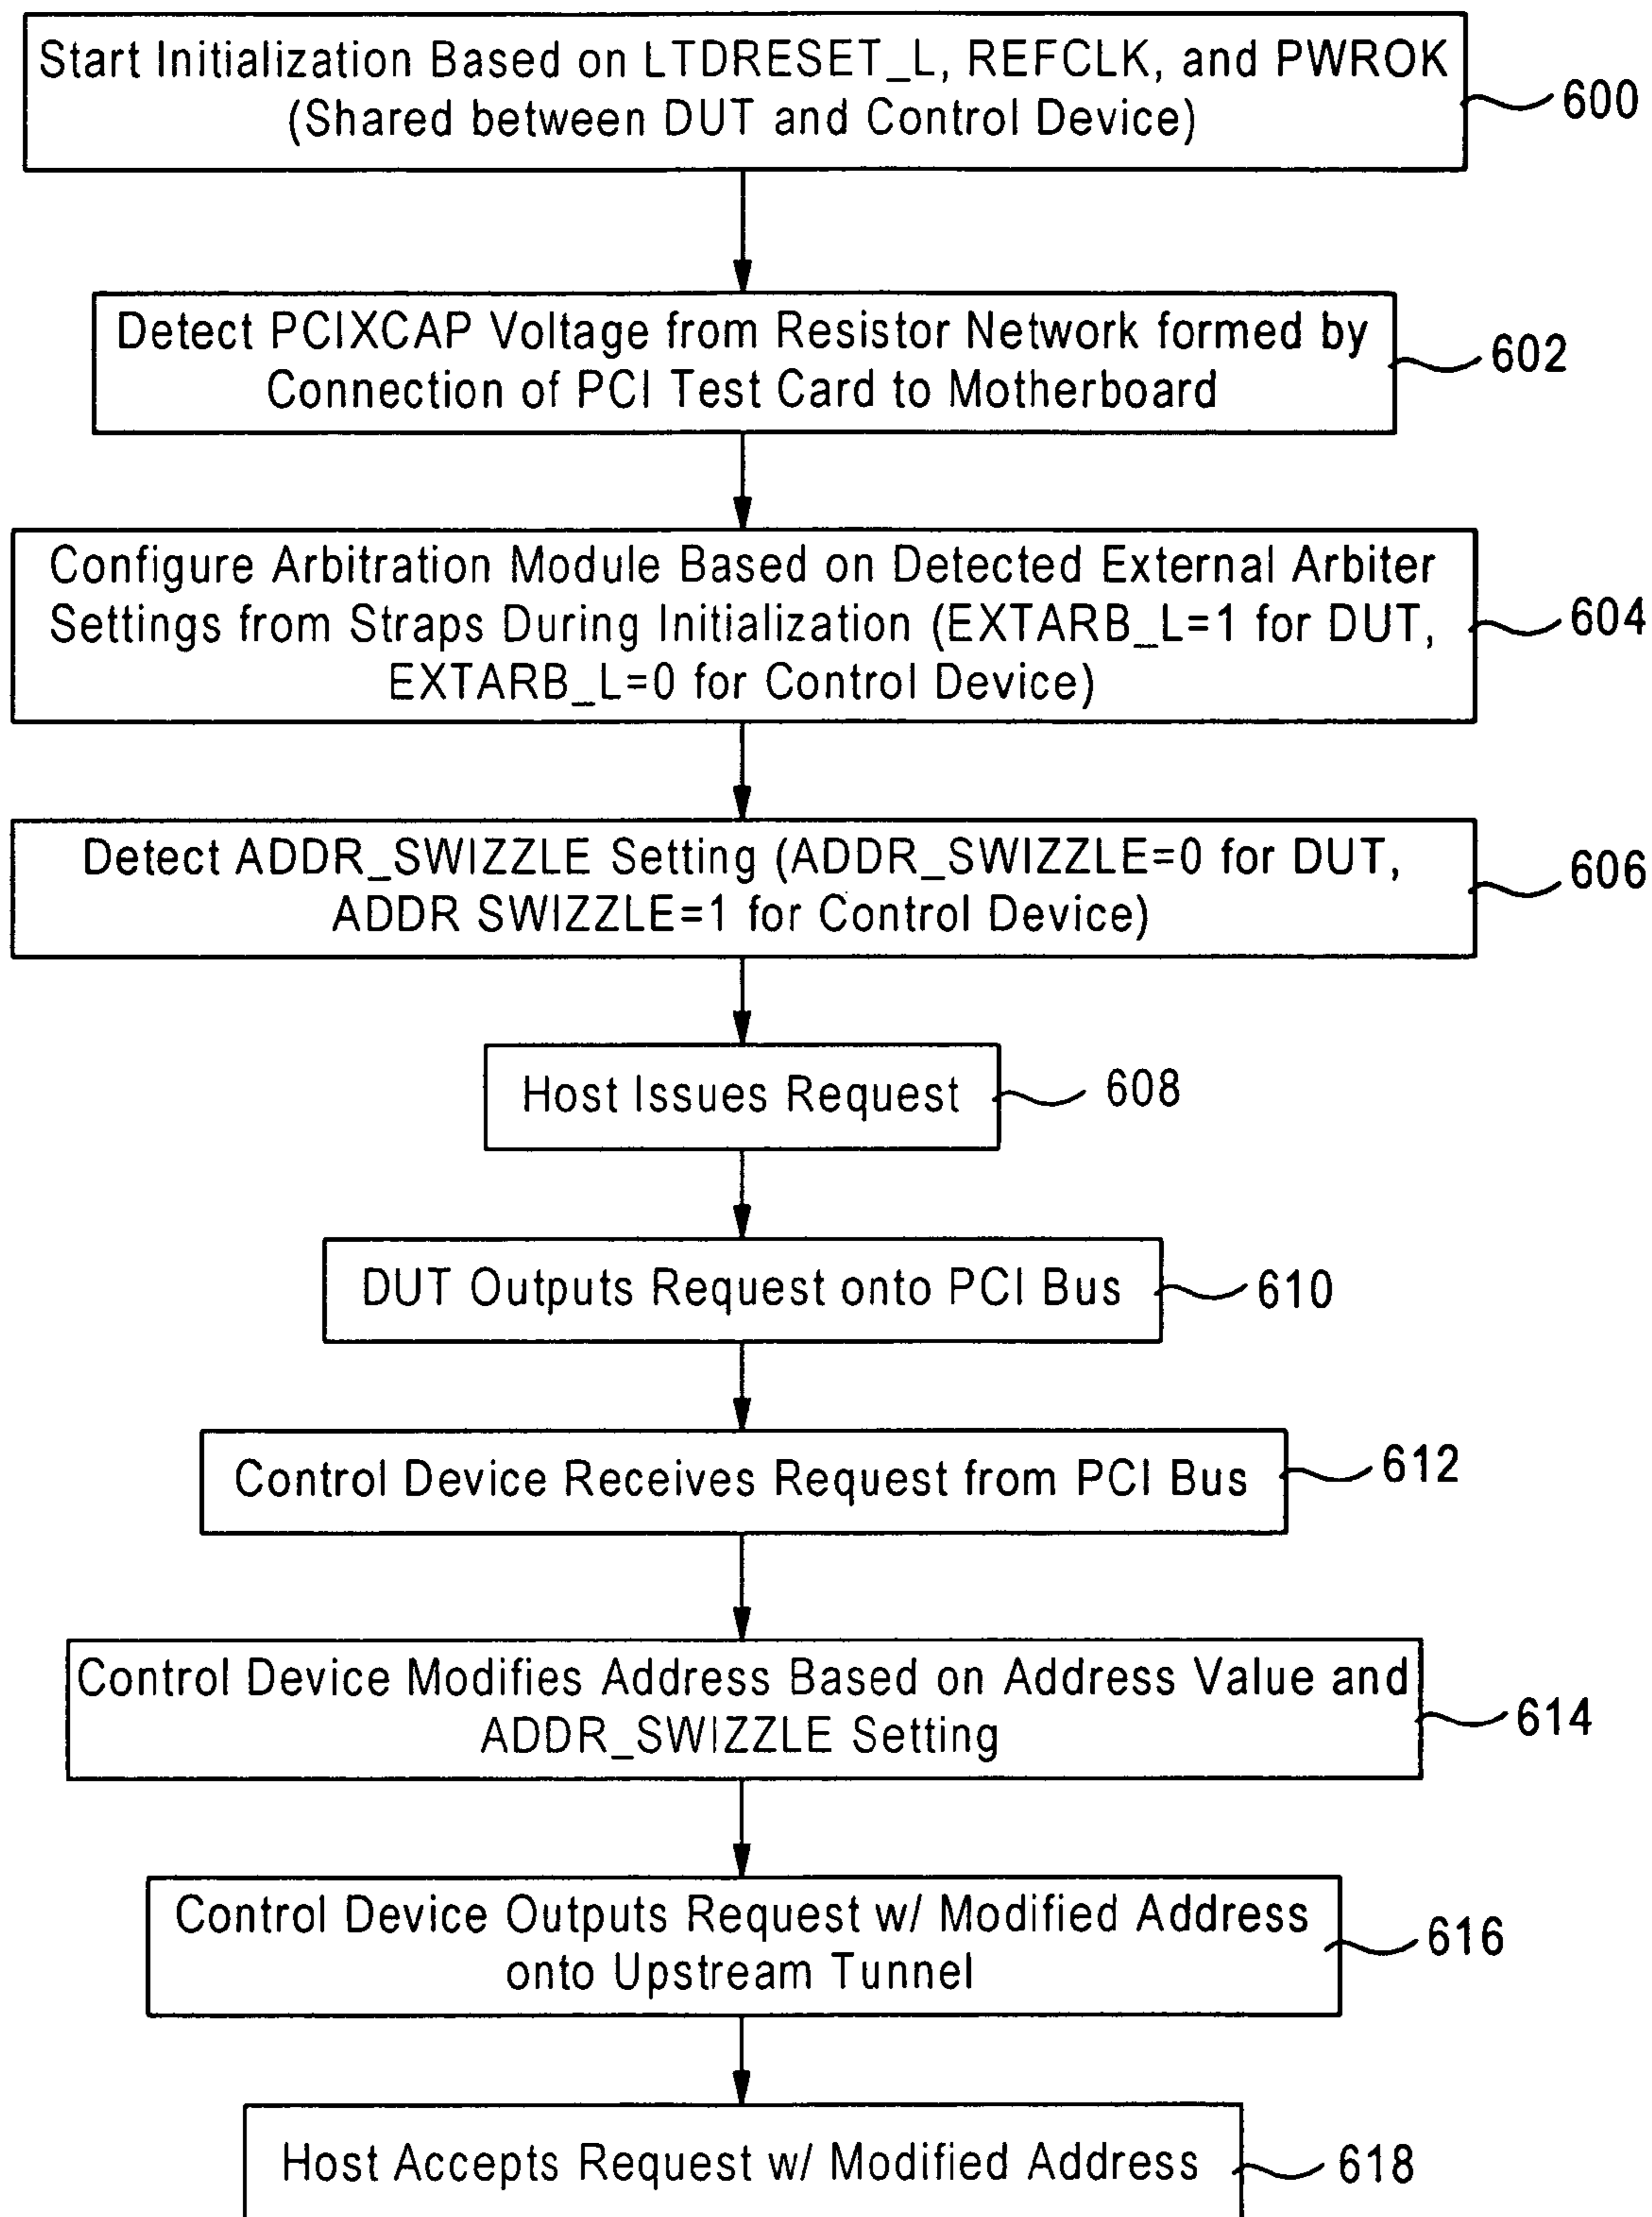 Start Initialization Based on LTDRESET_L, REFCLK, and PWROK
(Shared between DUT and Control Device)
600
Detect PCIXCAP Voltage from Resistor Network formed by
Connection of PCI Test Card to Motherboard
602
Configure Arbitration Module Based on Detected External Arbiter
Settings from Straps During Initialization (EXTARB_L=1 for DUT,
EXTARB_L=0 for Control Device)
604
Detect ADDR_SWIZZLE Setting (ADDR_SWIZZLE=0 for DUT,
ADDR SWIZZLE=1 for Control Device)
606
Host Issues Request
608
DUT Outputs Request onto PCI Bus
610
Control Device Receives Request from PCI Bus
612
Control Device Modifies Address Based on Address Value and
ADDR_SWIZZLE Setting
614
Control Device Outputs Request w/ Modified Address
onto Upstream Tunnel
616
Host Accepts Request w/ Modified Address
618